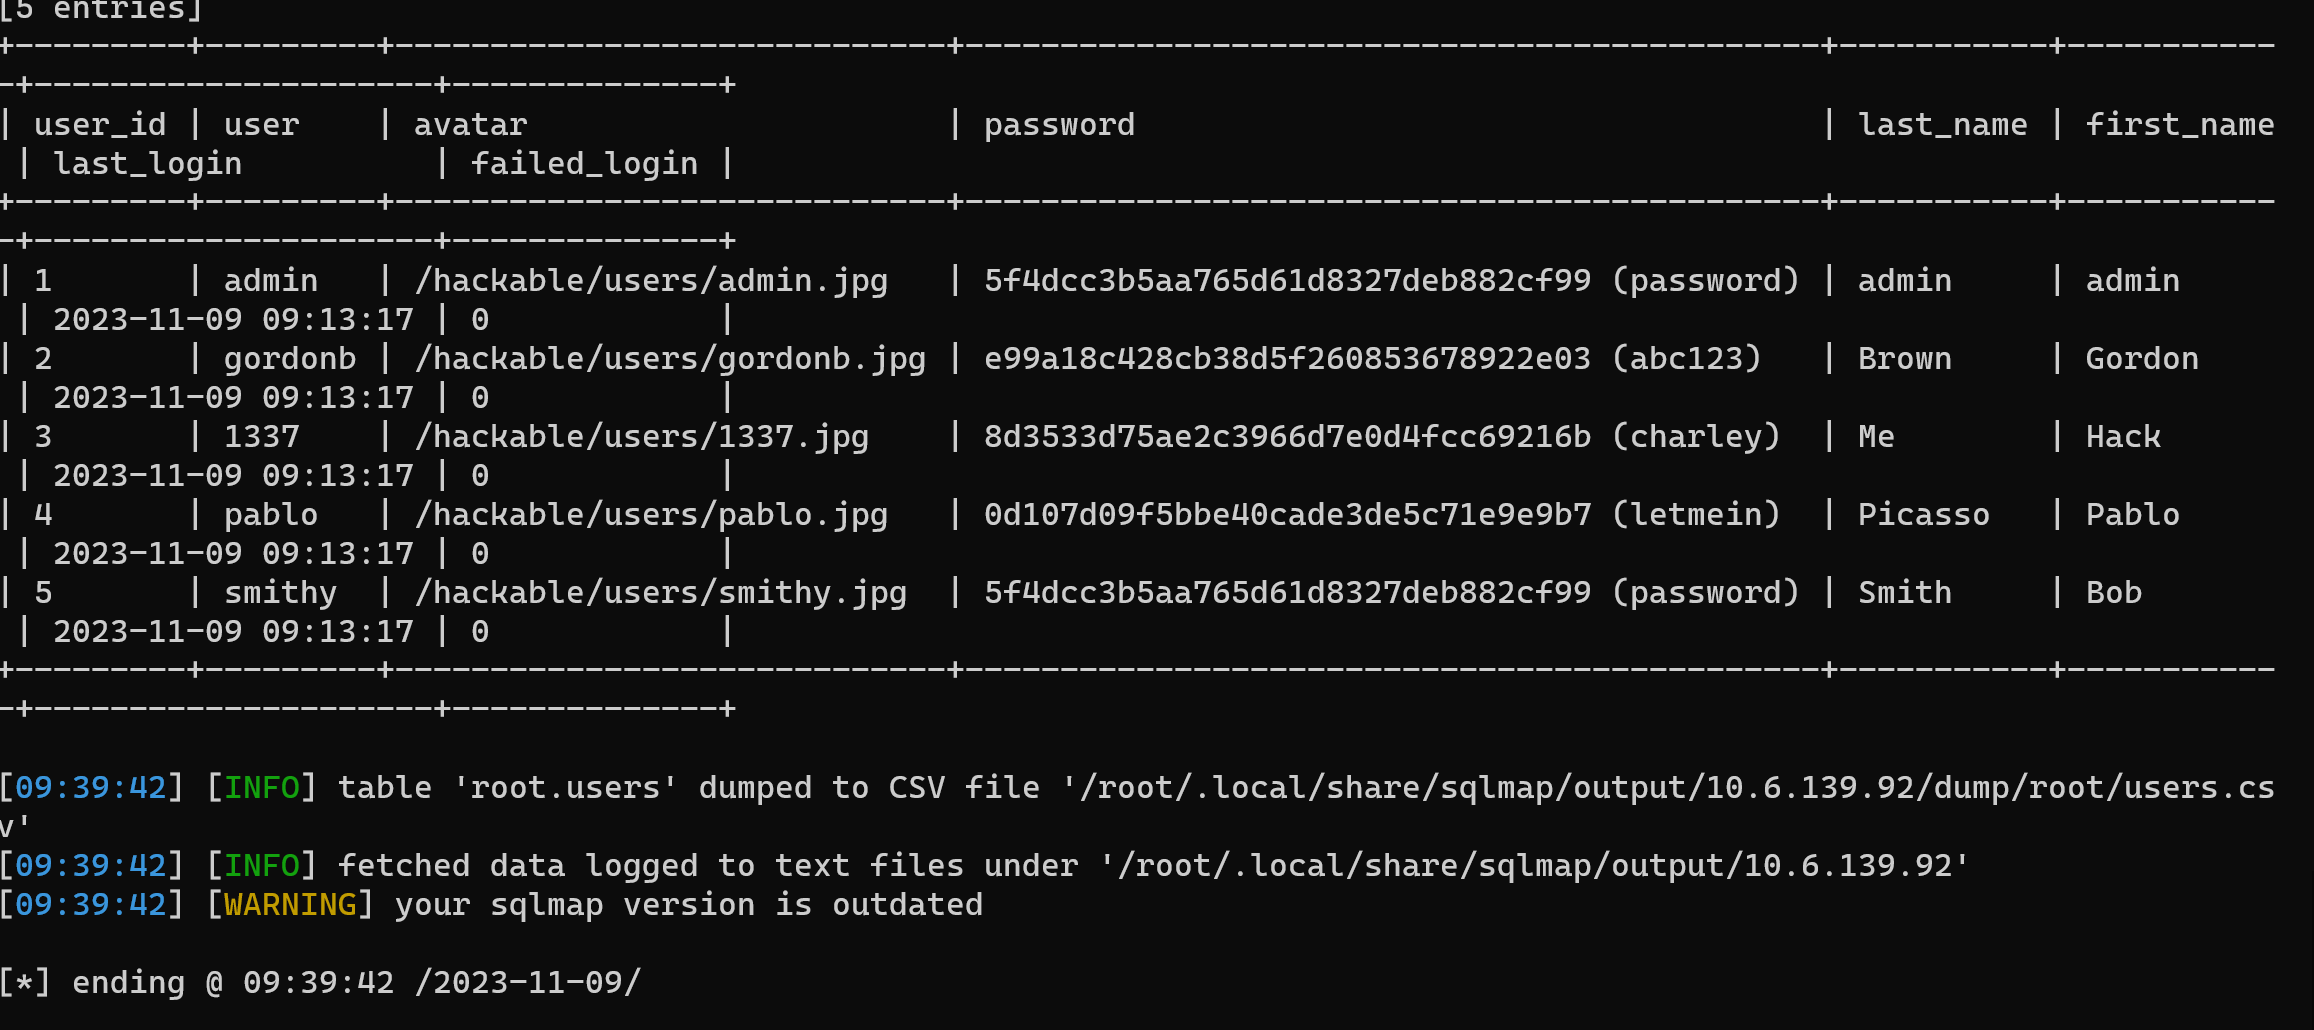 [5 entries]
+---------+---------+-----------------------------+---------------------------------------------+-----------+-----------
-+---------------------+--------------+
| user_id | user    | avatar                      | password                                    | last_name | first_name
 | last_login          | failed_login |
+---------+---------+-----------------------------+---------------------------------------------+-----------+-----------
-+---------------------+--------------+
| 1       | admin   | /hackable/users/admin.jpg   | 5f4dcc3b5aa765d61d8327deb882cf99 (password) | admin     | admin
 | 2023-11-09 09:13:17 | 0            |
| 2       | gordonb | /hackable/users/gordonb.jpg | e99a18c428cb38d5f260853678922e03 (abc123)   | Brown     | Gordon
 | 2023-11-09 09:13:17 | 0            |
| 3       | 1337    | /hackable/users/1337.jpg    | 8d3533d75ae2c3966d7e0d4fcc69216b (charley)  | Me        | Hack
 | 2023-11-09 09:13:17 | 0            |
| 4       | pablo   | /hackable/users/pablo.jpg   | 0d107d09f5bbe40cade3de5c71e9e9b7 (letmein)  | Picasso   | Pablo
 | 2023-11-09 09:13:17 | 0            |
| 5       | smithy  | /hackable/users/smithy.jpg  | 5f4dcc3b5aa765d61d8327deb882cf99 (password) | Smith     | Bob
 | 2023-11-09 09:13:17 | 0            |
+---------+---------+-----------------------------+---------------------------------------------+-----------+-----------
-+---------------------+--------------+
[09:39:42] [INFO] table 'root.users' dumped to CSV file '/root/.local/share/sqlmap/output/10.6.139.92/dump/root/users.cs
v'
[09:39:42] [INFO] fetched data logged to text files under '/root/.local/share/sqlmap/output/10.6.139.92'
[09:39:42] [WARNING] your sqlmap version is outdated
[*] ending @ 09:39:42 /2023-11-09/